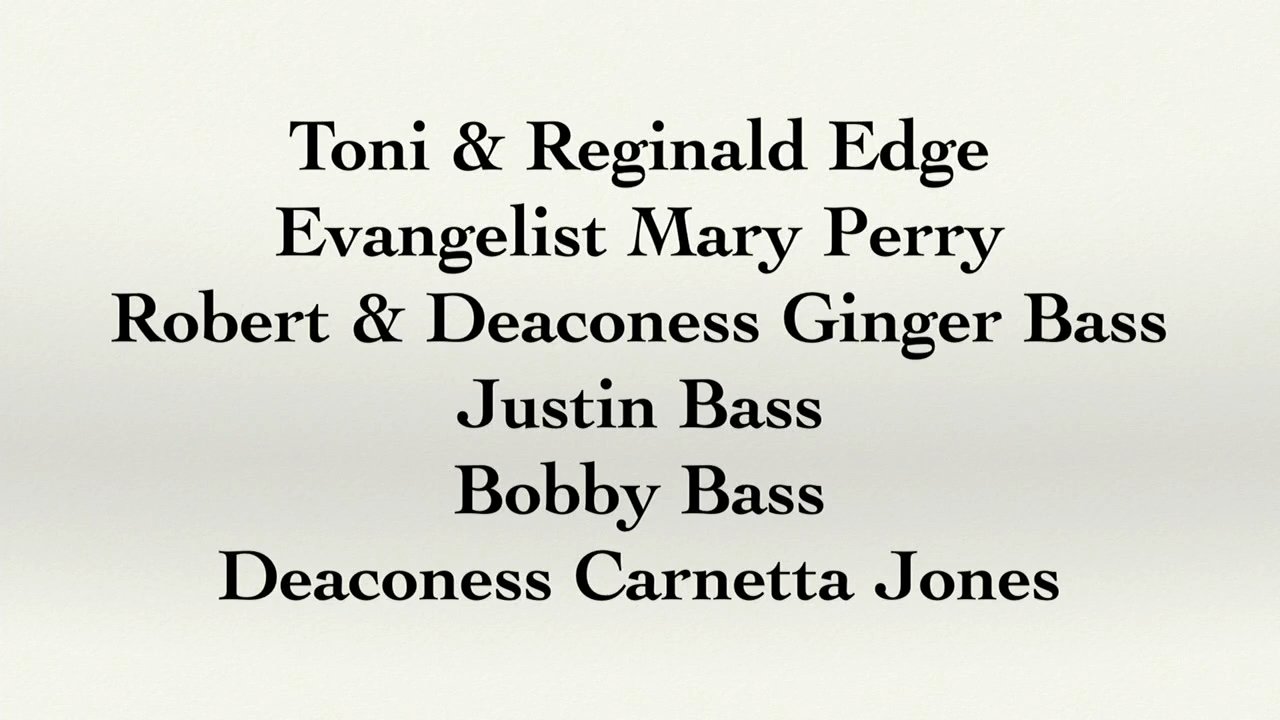 Toni & Reginald Edge
Evangelist Mary Perry
Robert & Deaconess Ginger Bass
Justin Bass
Bobby Bass
Deaconess Carnetta Jones